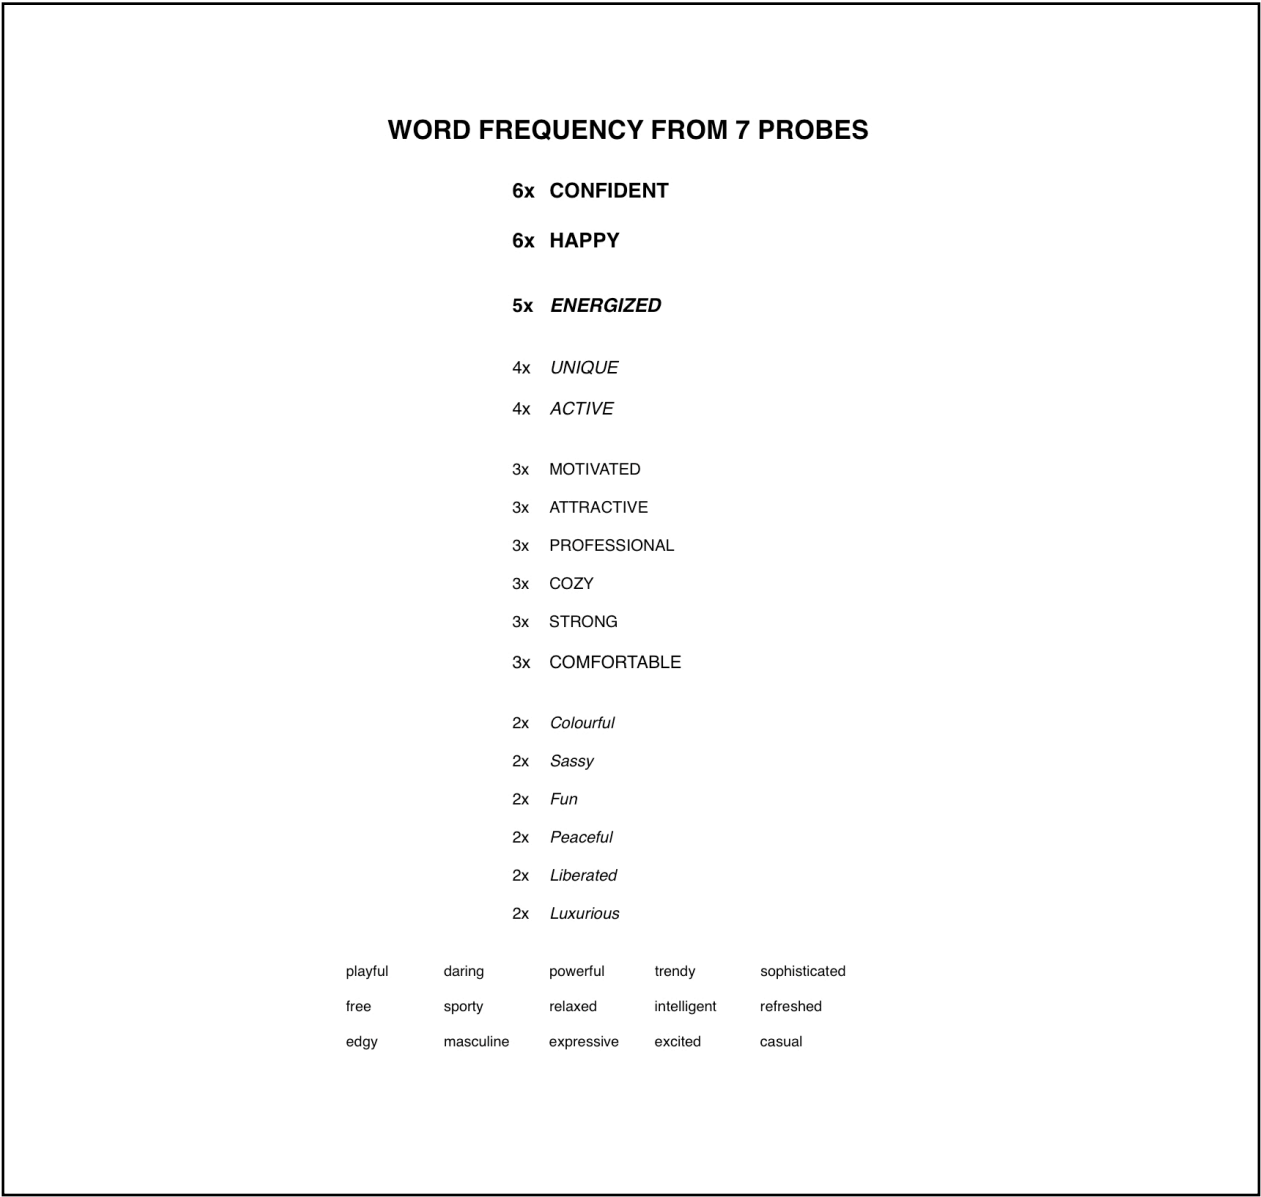 WORD FREQUENCY FROM 7 PROBES
6x CONFIDENT
6x HAPPY
5x ENERGIZED
4x UNIQUE
4x ACTIVE
3x MOTIVATED
3x ATTRACTIVE
3x PROFESSIONAL
3x COZY
3x STRONG
3x COMFORTABLE
2x Colourful
2x Sassy
2x Fun
2x Peaceful
2x Liberated
2x Luxurious
playful daring powerful trendy sophisticated
free sporty relaxed intelligent refreshed
edgy masculine expressive excited casual